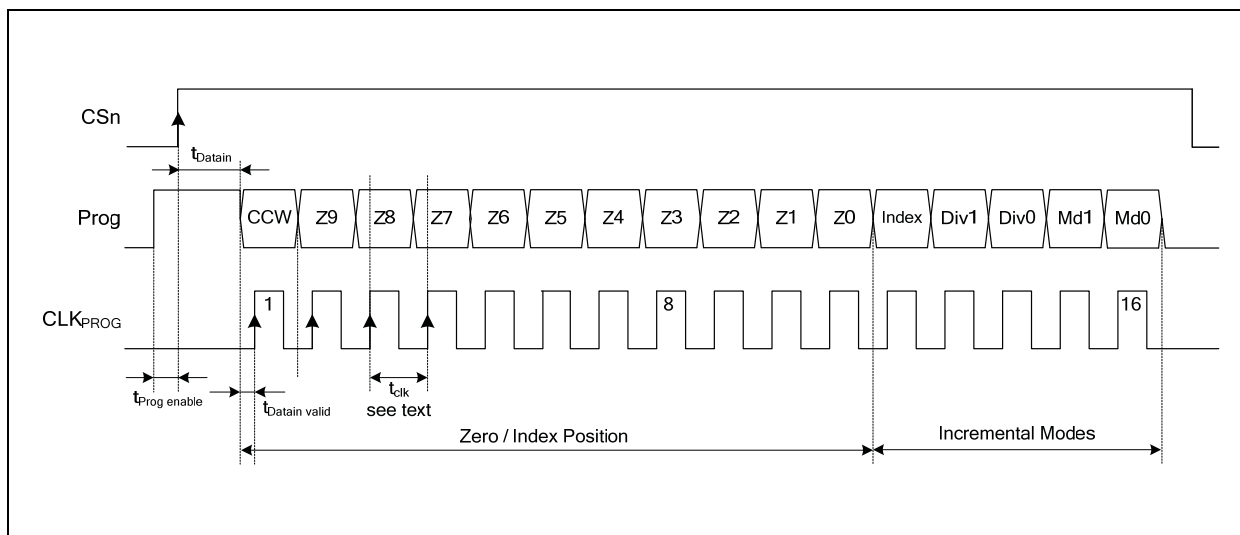 CSn
tDatain
Prog
CCW Z9 Z8 Z7 Z6 Z5 Z4 Z3 Z2 Z1 Z0 Index Div1 Div0 Md1 Md0
1 8 16
CLKPROG
tProg enable
tDatain valid
tclk
see text
Zero / Index Position
Incremental Modes